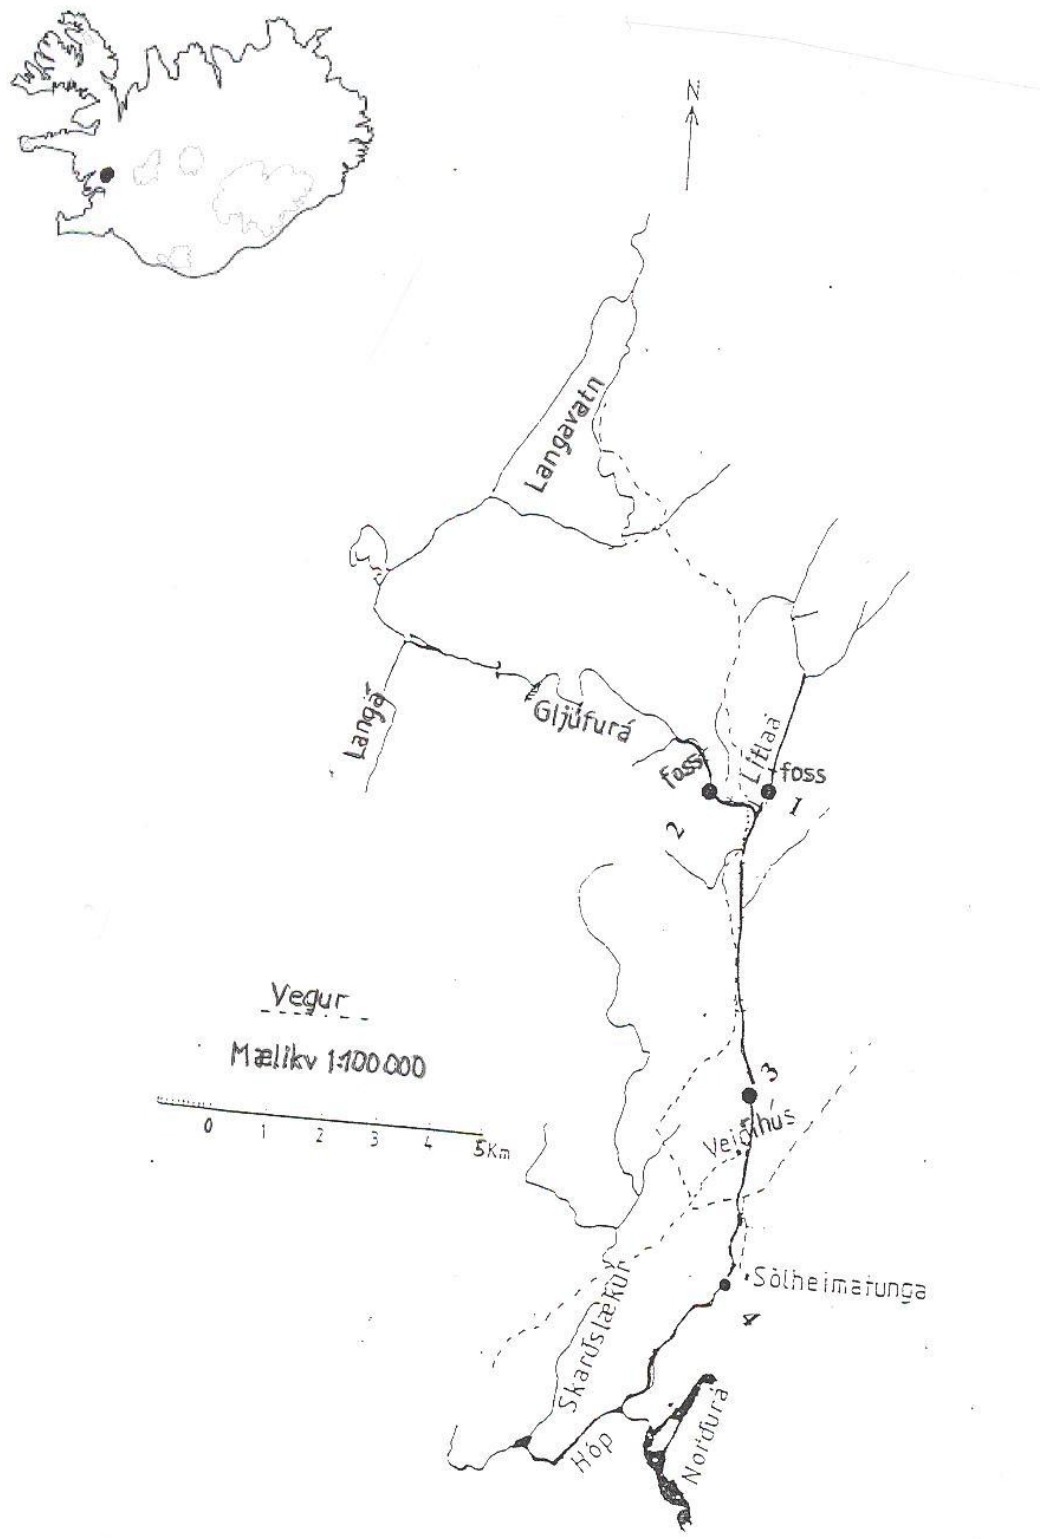 N
Langavatn
Langá
Gljúfurá
foss
Litlaá
foss
1
2
Vegur
Mælikv 1:100 000
0 1 2 3 4 5Km
3
Veiðihús
Sólheimatunga
4
Skarðslækur
Hóp
Norðurá